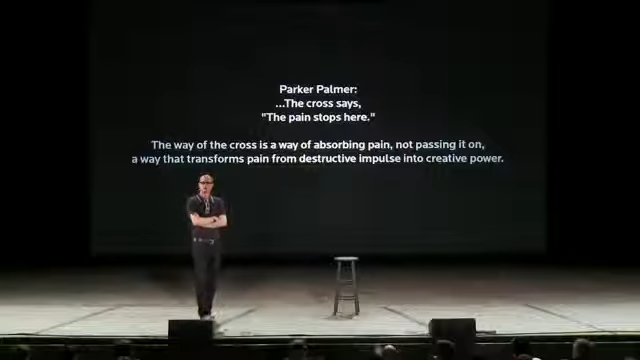 Parker Palmer:
...The cross says,
"The pain stops here."
The way of the cross is a way of absorbing pain, not passing it on,
a way that transforms pain from destructive impulse into creative power.